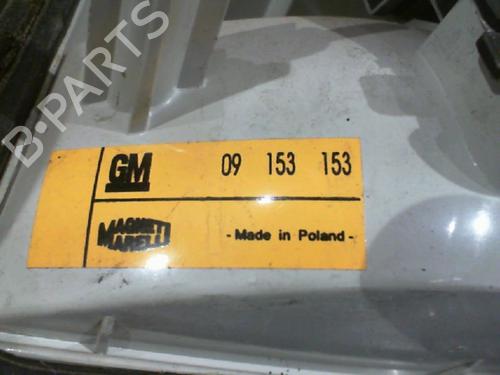 B-PARTS
GM 09 153 153
MAGNETI MARELLI - Made in Poland -